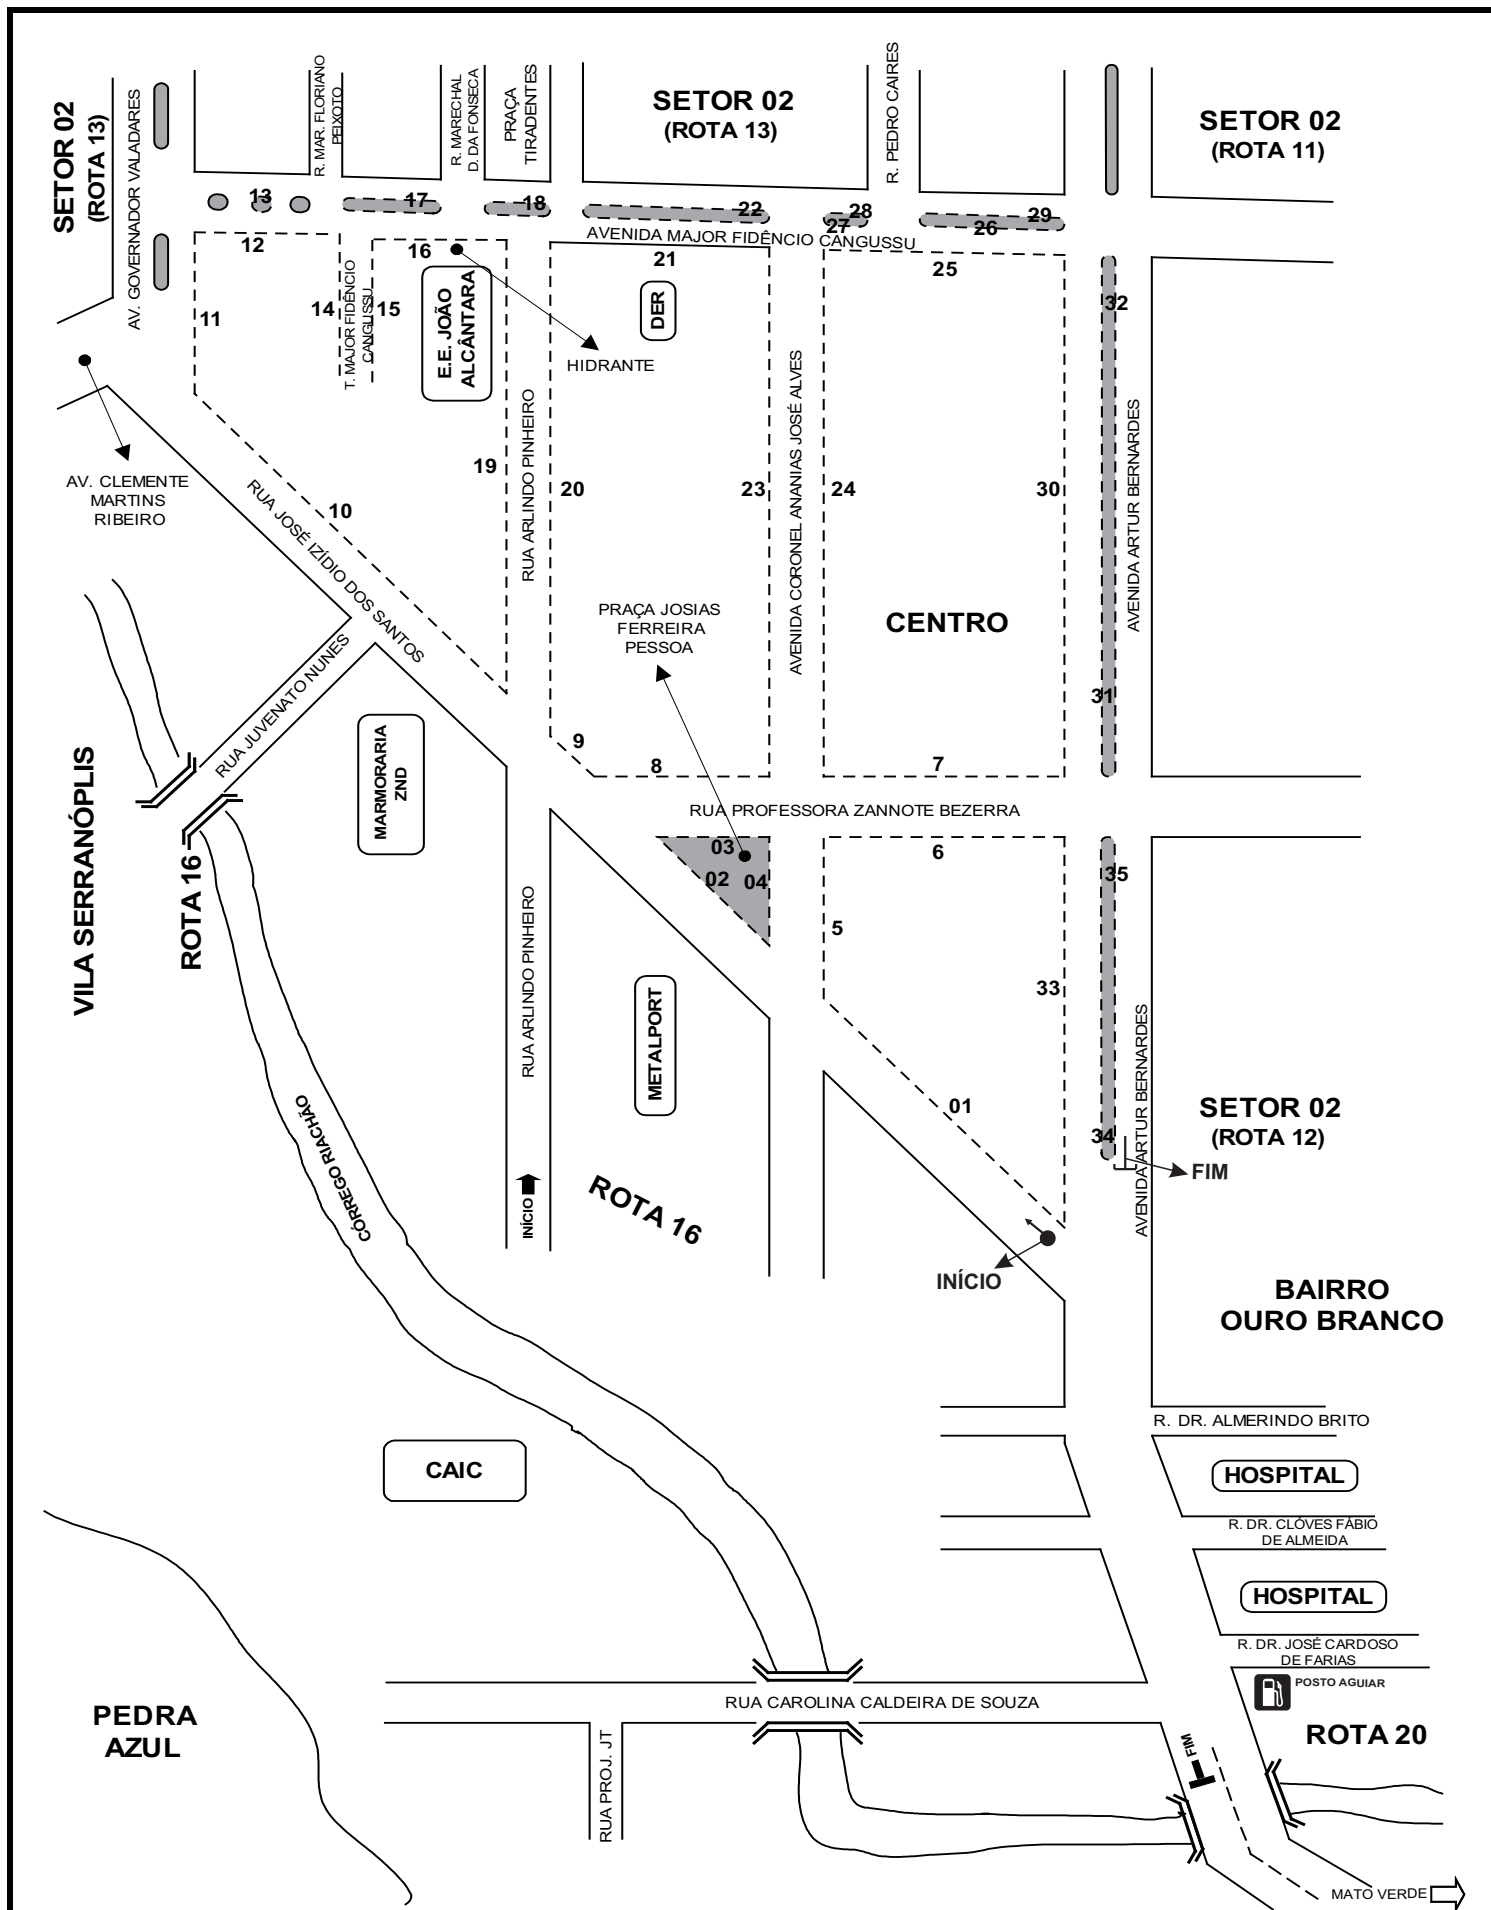 SETOR 02
(ROTA 13)
AV. GOVERNADOR VALADARES
R. MAR. FLORIANO
PEIXOTO
R. MARECHAL
D. DA FONSECA
PRAÇA
TIRADENTES
SETOR 02
(ROTA 13)
R. PEDRO CAIRES
SETOR 02
(ROTA 11)
13
17
18
22
28
27
29
26
AVENIDA MAJOR FIDÊNCIO CANGUSSU
12
16
21
25
11
14
T. MAJOR FIDÊNCIO
CANGUSSU
15
E.E. JOÃO
ALCÂNTARA
DER
32
HIDRANTE
AV. CLEMENTE
MARTINS
RIBEIRO
10
RUA JOSÉ IZÍDIO DOS SANTOS
19
RUA ARLINDO PINHEIRO
20
23
AVENIDA CORONEL ANANIAS JOSÉ ALVES
24
30
AVENIDA ARTUR BERNARDES
PRAÇA JOSIAS
FERREIRA
PESSOA
CENTRO
RUA JUVENATO NUNES
31
VILA SERRANÓPLIS
MARMORARIA
ZND
9
8
7
RUA PROFESSORA ZANNOTE BEZERRA
03
02
04
6
35
ROTA 16
5
RUA ARLINDO PINHEIRO
METALPORT
33
AVENIDA ARTUR BERNARDES
01
34
SETOR 02
(ROTA 12)
FIM
CÓRREGO RIACHÃO
INÍCIO
ROTA 16
INÍCIO
BAIRRO
OURO BRANCO
R. DR. ALMERINDO BRITO
CAIC
HOSPITAL
R. DR. CLÓVES FÁBIO
DE ALMEIDA
HOSPITAL
R. DR. JOSÉ CARDOSO
DE FARIAS
POSTO AGUIAR
RUA CAROLINA CALDEIRA DE SOUZA
PEDRA
AZUL
RUA PROJ. JT
FIM
ROTA 20
MATO VERDE